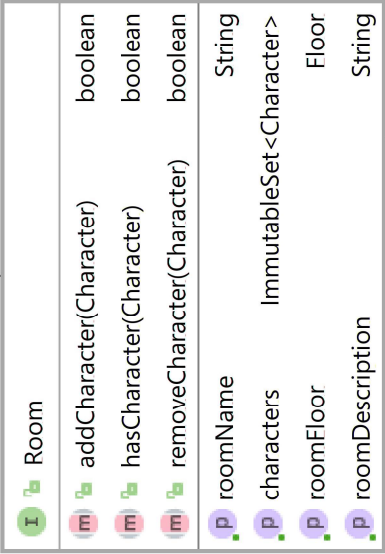 I Room
m addCharacter(Character) boolean
m hasCharacter(Character) boolean
m removeCharacter(Character) boolean
p roomName String
p characters ImmutableSet<Character>
p roomFloor Floor
p roomDescription String